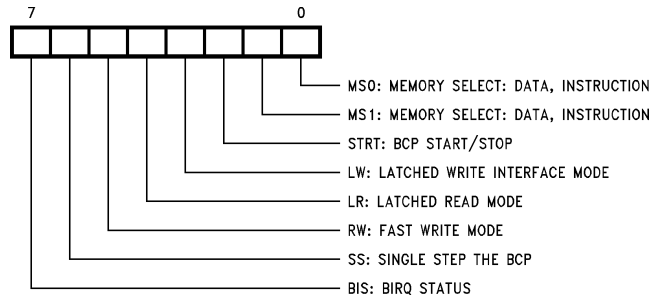 7 0
MS0: MEMORY SELECT: DATA, INSTRUCTION
MS1: MEMORY SELECT: DATA, INSTRUCTION
STRT: BCP START/STOP
LW: LATCHED WRITE INTERFACE MODE
LR: LATCHED READ MODE
RW: FAST WRITE MODE
SS: SINGLE STEP THE BCP
BIS: BIRQ STATUS